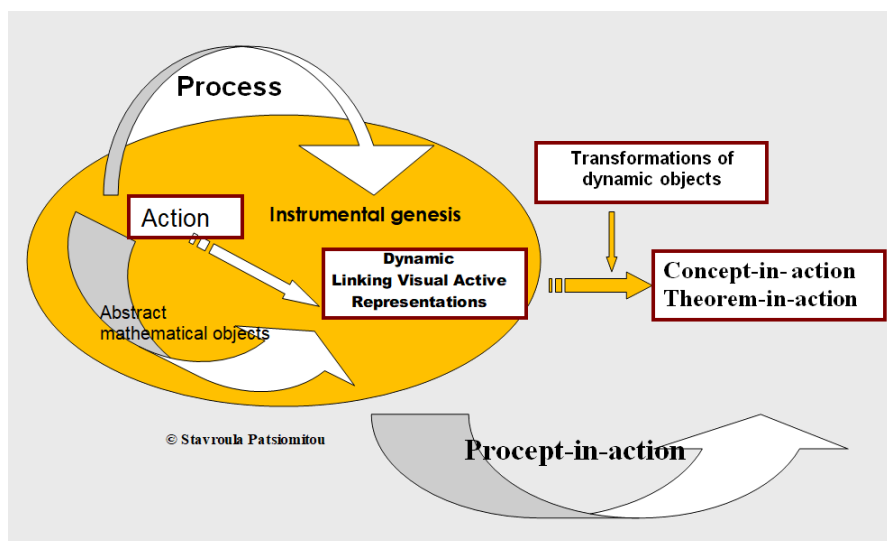 Process
Transformations of
dynamic objects
Action
Instrumental genesis
Dynamic
Linking Visual Active
Representations
Concept-in- action
Theorem-in-action
Abstract
mathematical objects
© Stavroula Patsiomitou
Procept-in-action